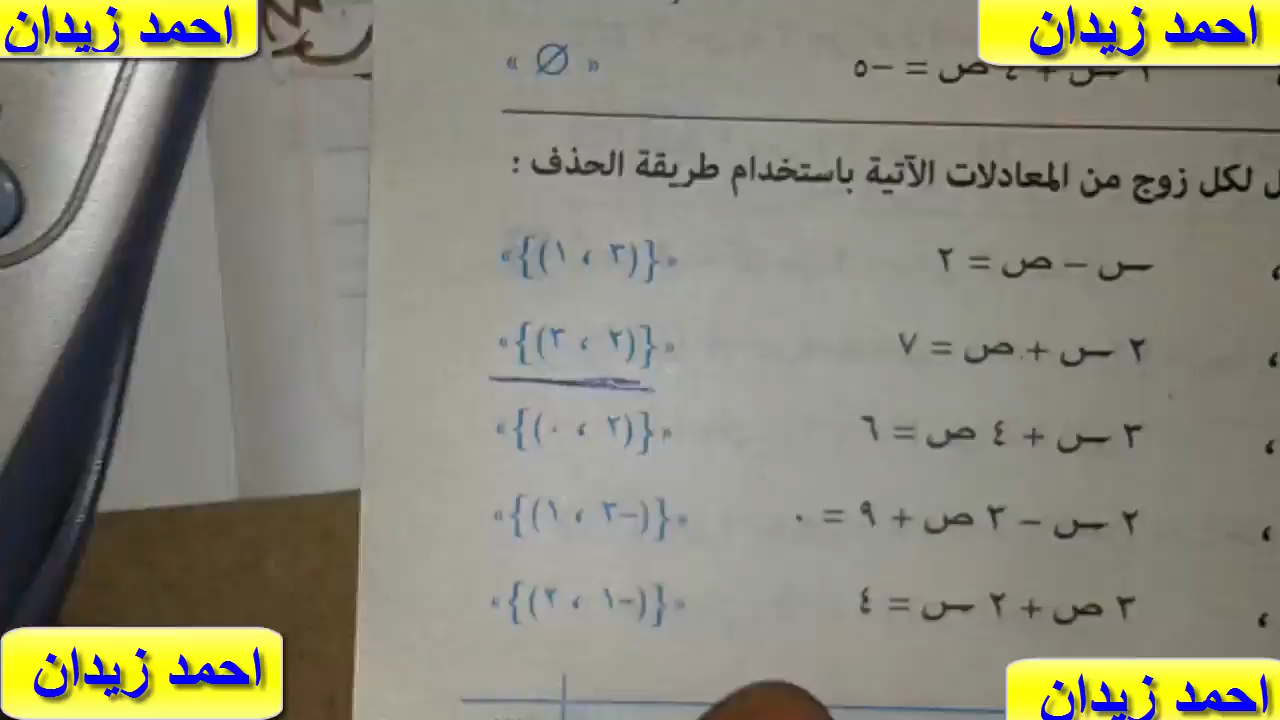 احمد زيدان
احمد زيدان
س + ٤ ص = -٥ « ∅ »
لكل زوج من المعادلات الآتية باستخدام طريقة الحذف :
، س - ص = ٢ «{(٣ ، ١)}»
، ٢ س + ص = ٧ «{(٢ ، ٣)}»
، ٣ س + ٤ ص = ٦ «{(٢ ، ٠)}»
، ٢ س - ٣ ص + ٩ = ٠ «{(-٣ ، ١)}»
، ٣ ص + ٢ س = ٤ «{(-١ ، ٢)}»
احمد زيدان
احمد زيدان